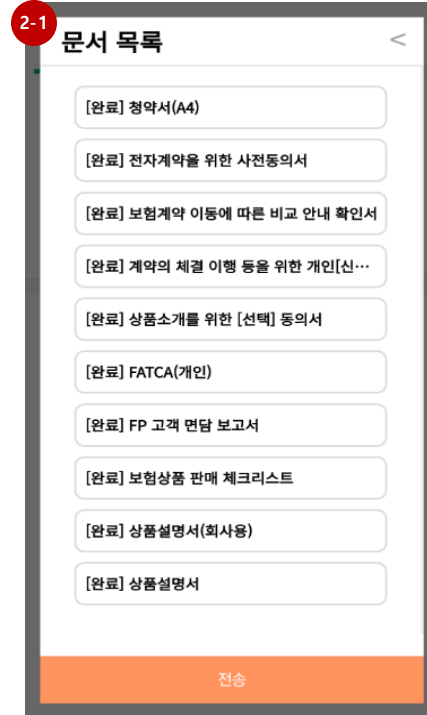 2-1
문서 목록
<
[완료] 청약서(A4)
[완료] 전자계약을 위한 사전동의서
[완료] 보험계약 이동에 따른 비교 안내 확인서
[완료] 계약의 체결 이행 등을 위한 개인[신…
[완료] 상품소개를 위한 [선택] 동의서
[완료] FATCA(개인)
[완료] FP 고객 면담 보고서
[완료] 보험상품 판매 체크리스트
[완료] 상품설명서(회사용)
[완료] 상품설명서
전송